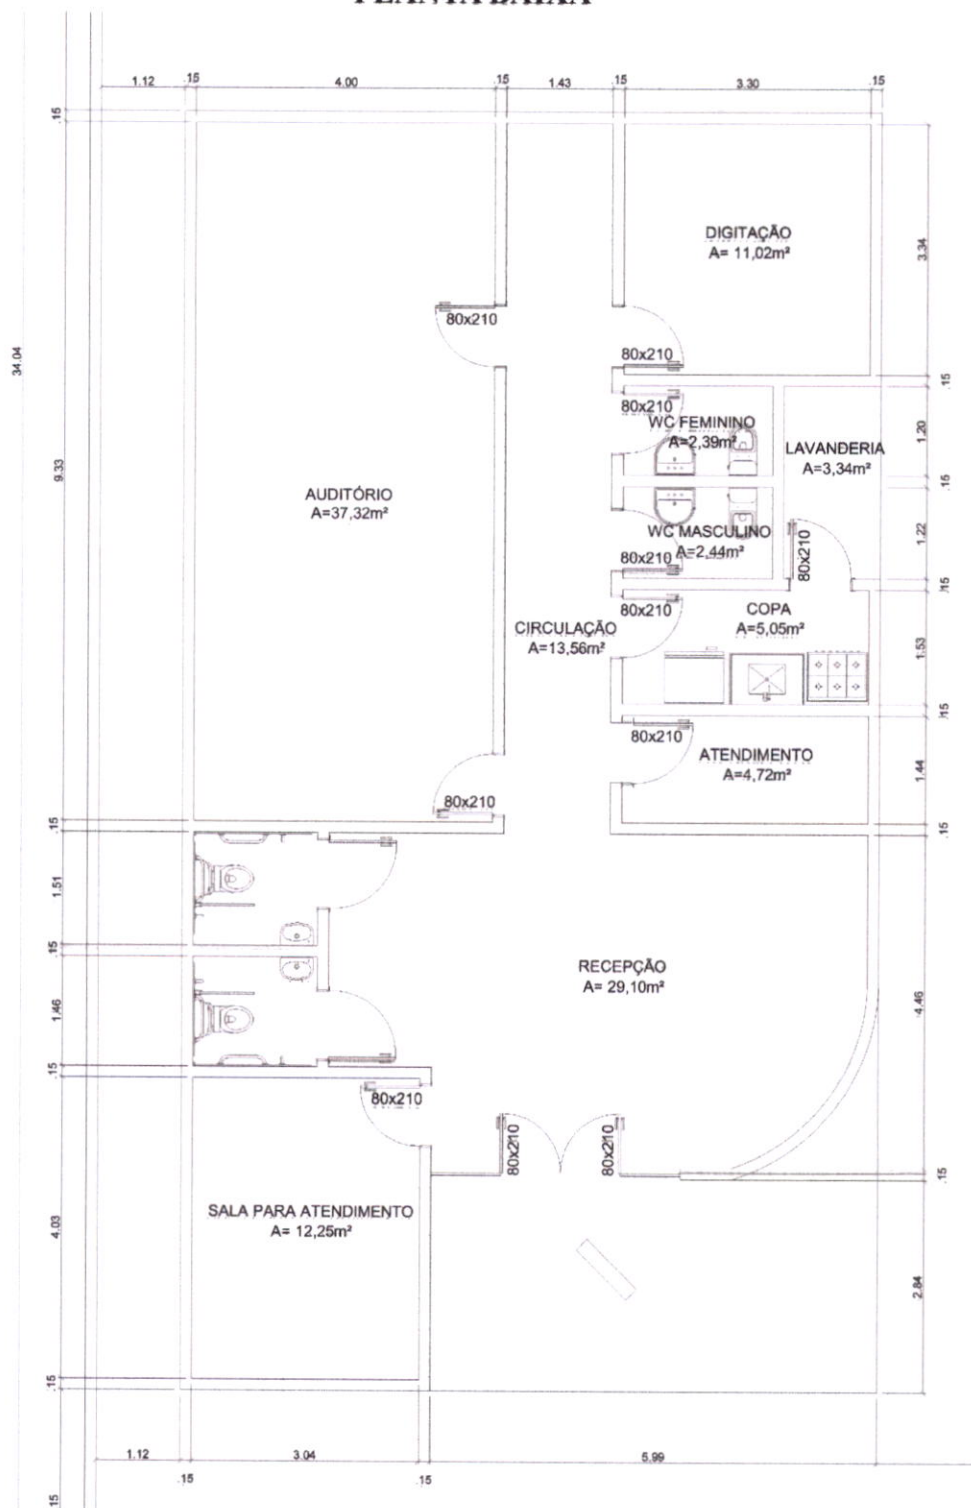 PLANTA BAIXA
1.12 .15 4.00 .15 1.43 .15 3.30 .15
.15
DIGITAÇÃO
A= 11,02m²
3.34
80x210
80x210
34.04
.15
80x210
WC FEMININO
A=2,39m²
1.20
LAVANDERIA
A=3,34m²
9.33
.15
AUDITÓRIO
A=37,32m²
WC MASCULINO
A=2,44m²
1.22
80x210
80x210
.15
80x210
COPA
A=5,05m²
CIRCULAÇÃO
A=13,56m²
1.53
.15
80x210
ATENDIMENTO
A=4,72m²
1.44
80x210
.15
.15
1.51
.15
RECEPÇÃO
A= 29,10m²
4.46
1.46
.15
80x210
80x210
80x210
.15
SALA PARA ATENDIMENTO
A= 12,25m²
4.03
2.84
.15
1.12 3.04 5.99
.15 .15
.15